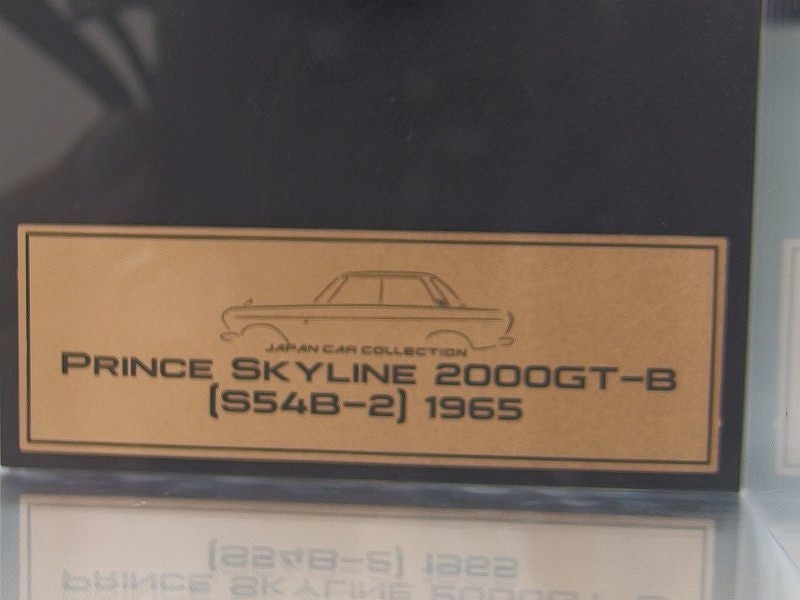 JAPAN CAR COLLECTION
PRINCE SKYLINE 2000GT-B
(S54B-2) 1965